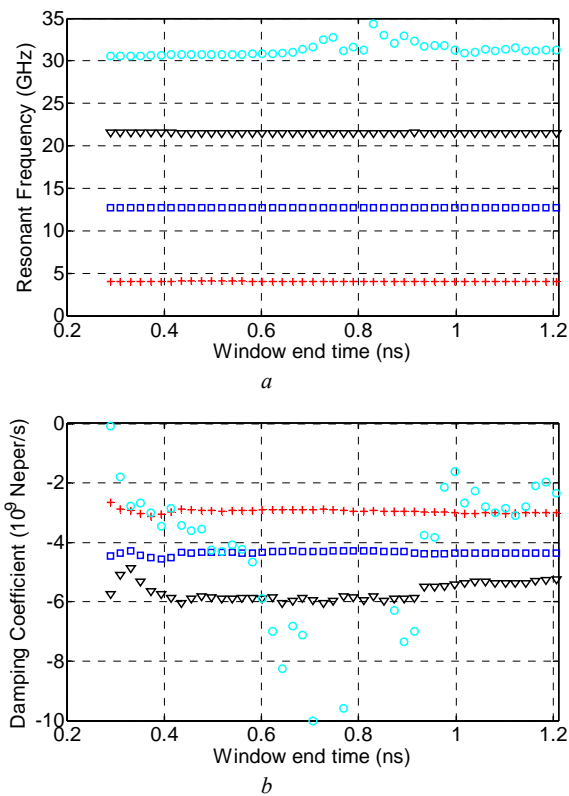 35
30
25
20
15
10
5
0
Resonant Frequency (GHz)
0.2 0.4 0.6 0.8 1 1.2
Window end time (ns)
a
0
-2
-4
-6
-8
-10
Damping Coefficient (10⁹ Neper/s)
0.2 0.4 0.6 0.8 1 1.2
Window end time (ns)
b